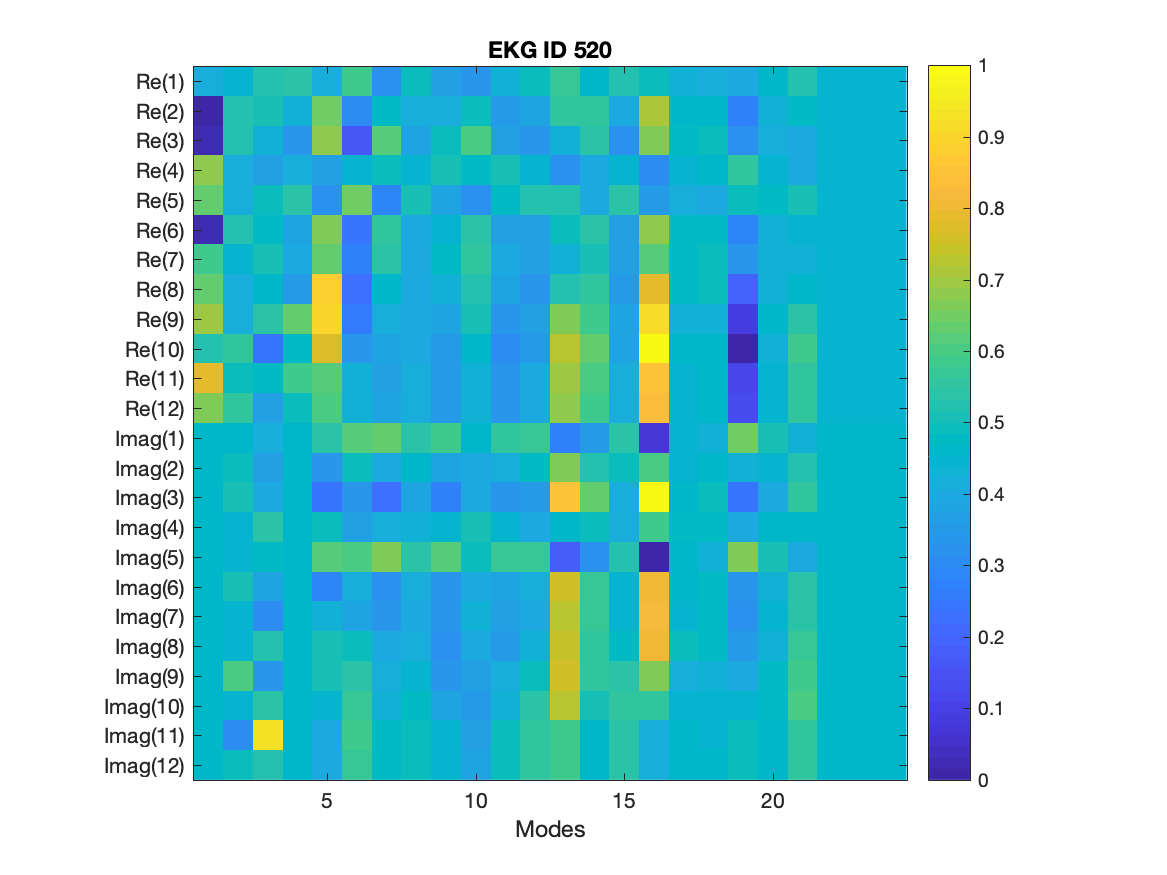 EKG ID 520
Re(1)
Re(2)
Re(3)
Re(4)
Re(5)
Re(6)
Re(7)
Re(8)
Re(9)
Re(10)
Re(11)
Re(12)
Imag(1)
Imag(2)
Imag(3)
Imag(4)
Imag(5)
Imag(6)
Imag(7)
Imag(8)
Imag(9)
Imag(10)
Imag(11)
Imag(12)
5 10 15 20
Modes
1
0.9
0.8
0.7
0.6
0.5
0.4
0.3
0.2
0.1
0